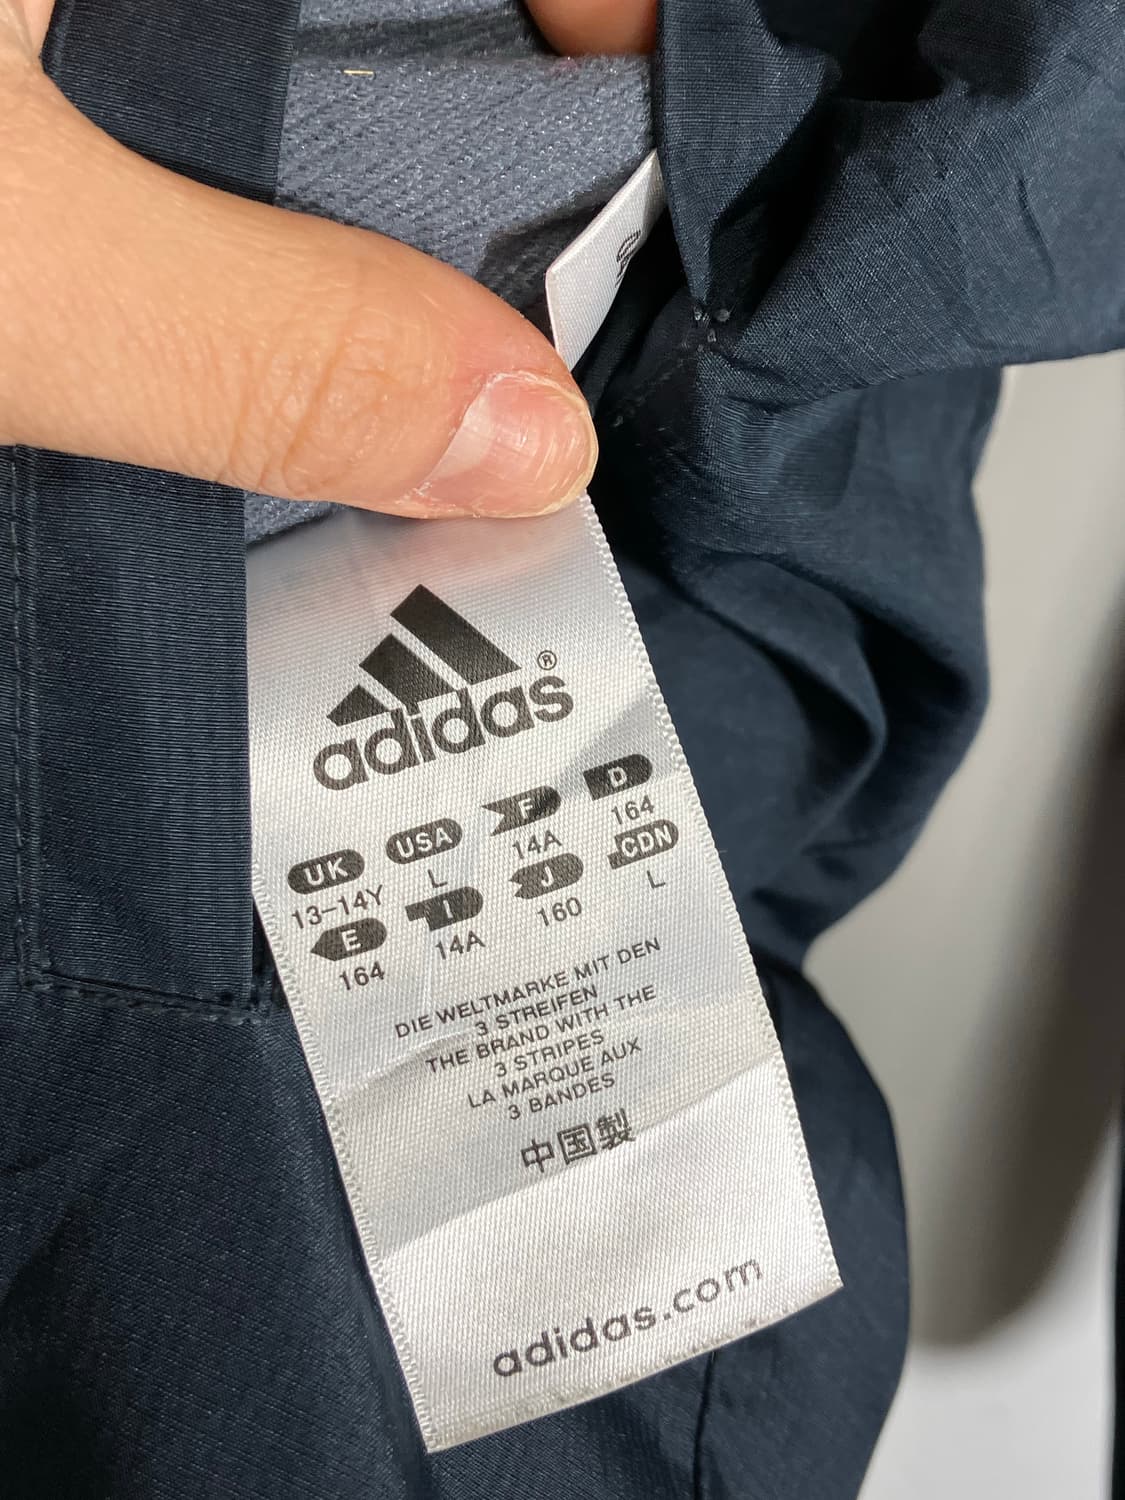 adidas®
UK USA F D
13-14Y L 14A 164
E I J CDN
164 14A 160 L
DIE WELTMARKE MIT DEN
3 STREIFEN
THE BRAND WITH THE
3 STRIPES
LA MARQUE AUX
3 BANDES
中国製
adidas.com